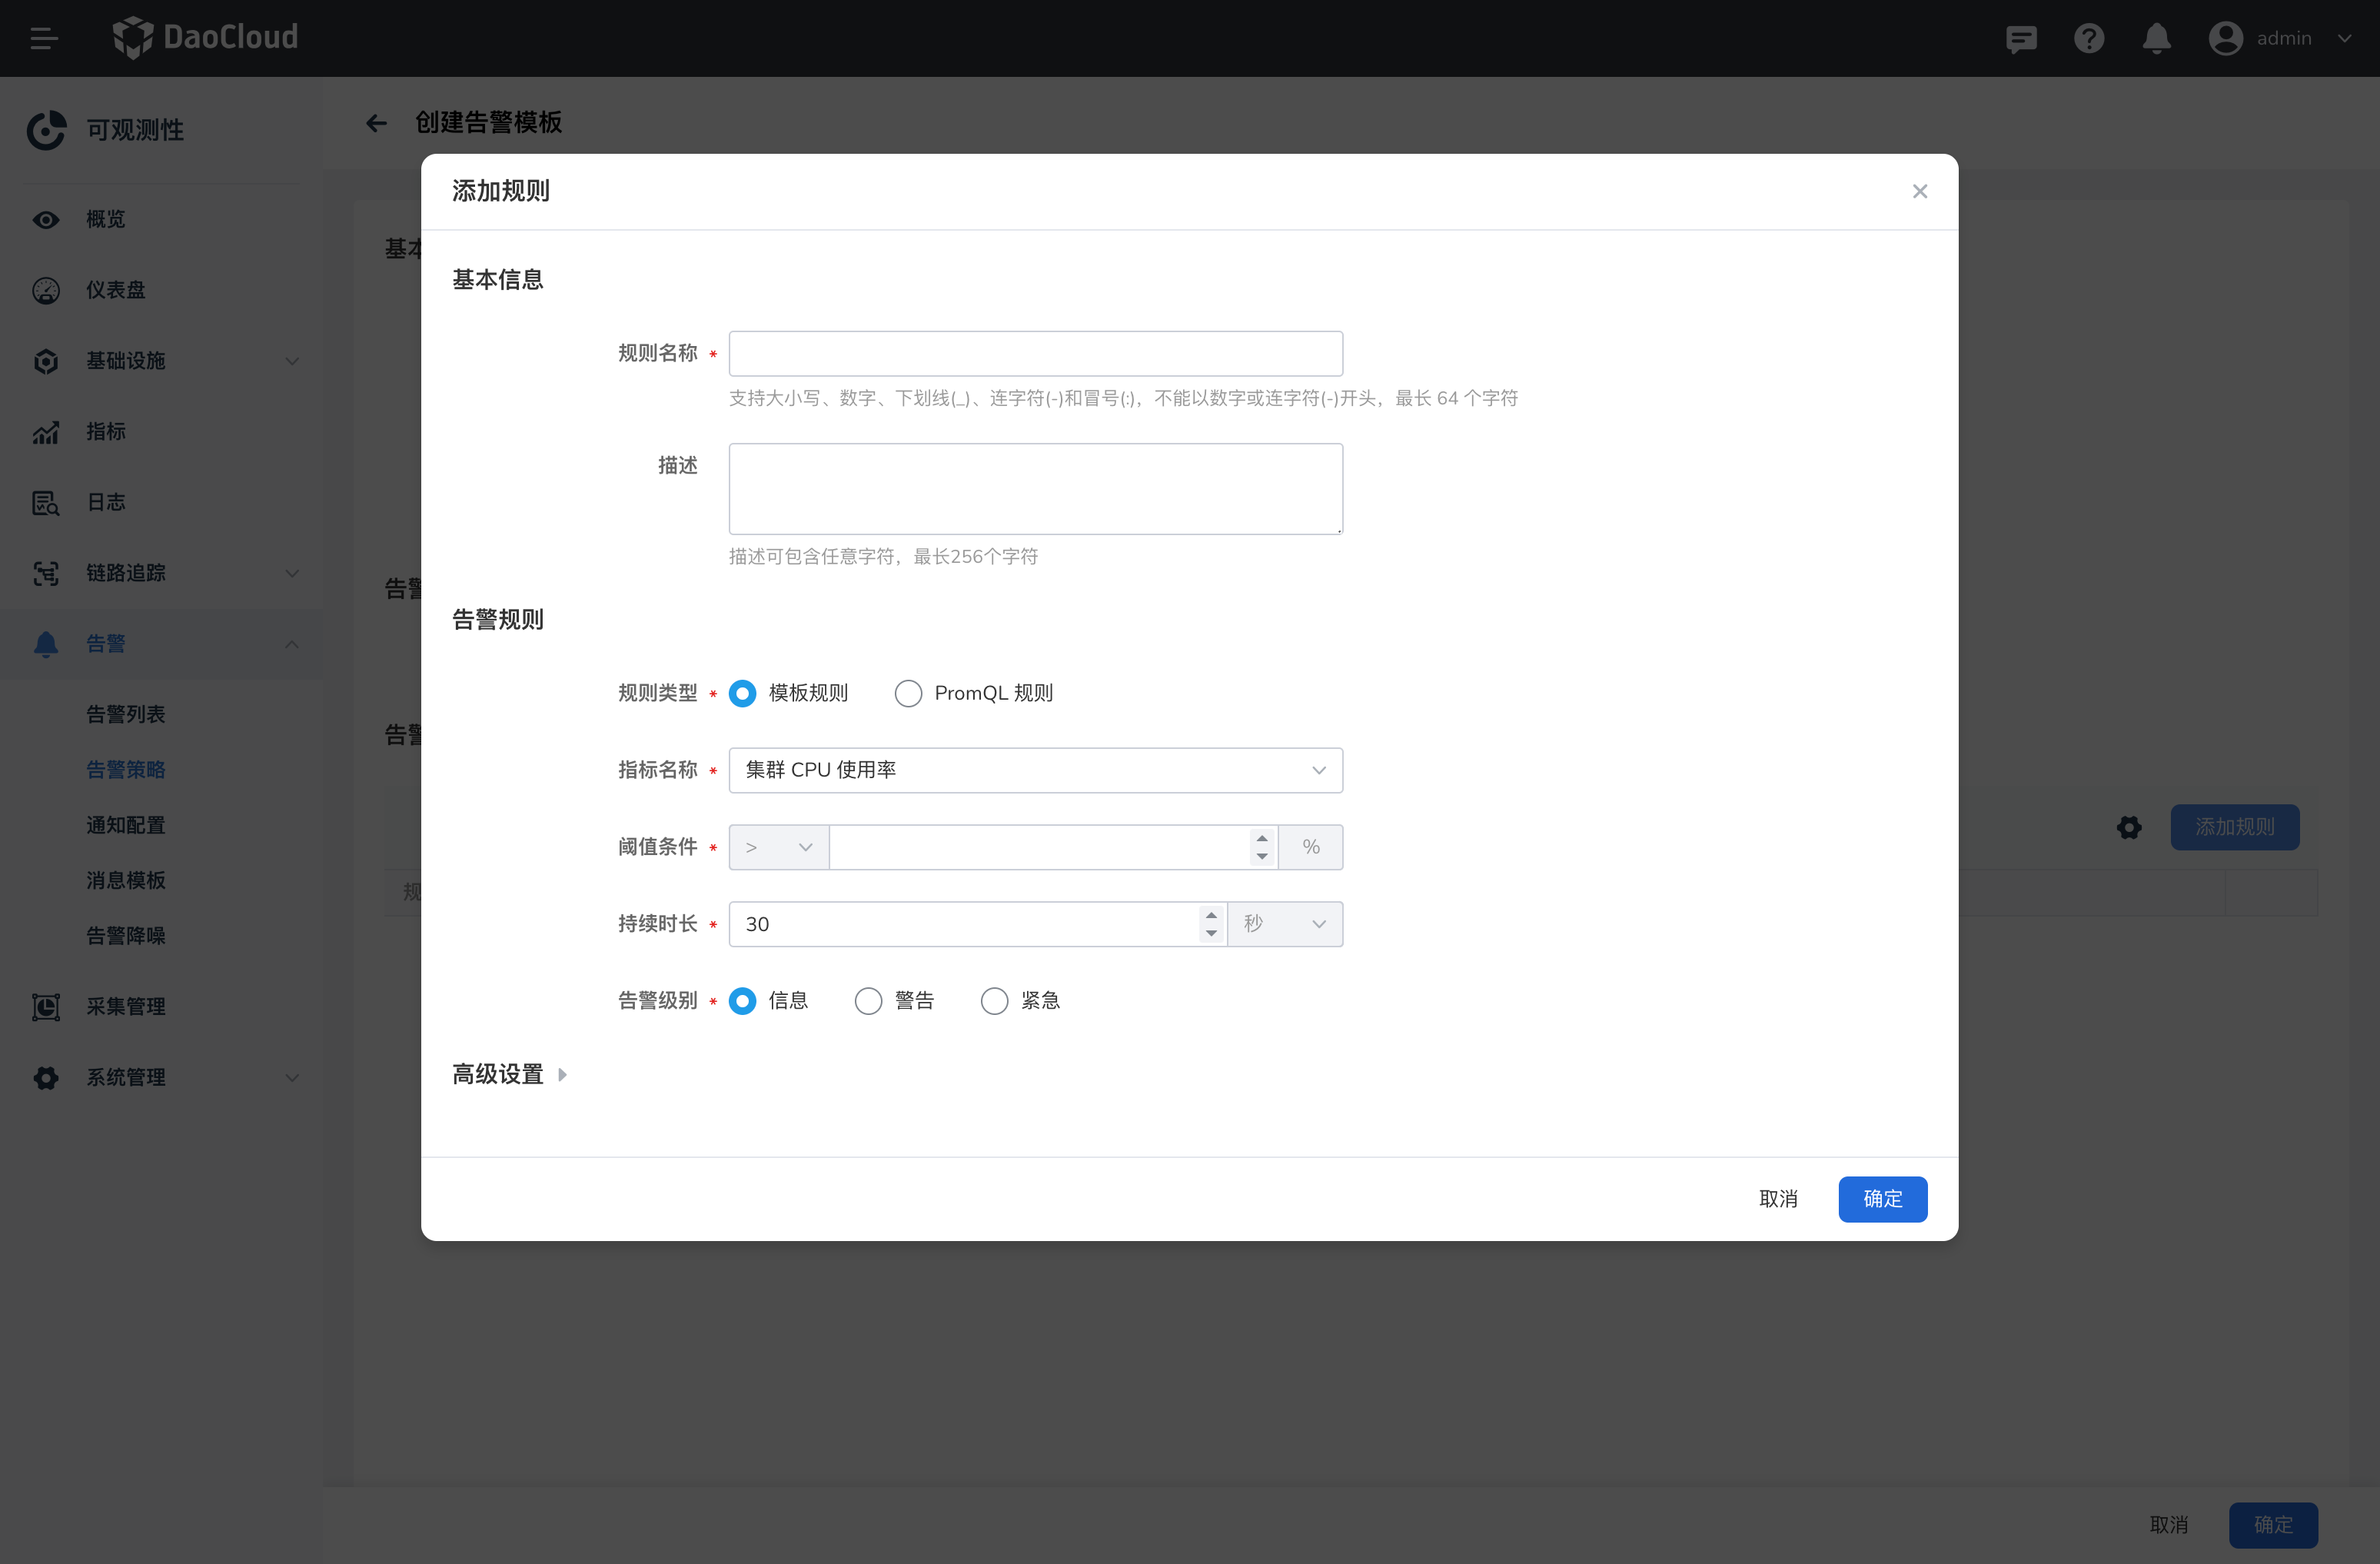 DaoCloud
admin
可观测性
概览
仪表盘
基础设施
指标
日志
链路追踪
告警
告警列表
告警策略
通知配置
消息模板
告警降噪
采集管理
系统管理
创建告警模板
基本
告警
告警
添加规则
规
取消
确定
添加规则
基本信息
规则名称 *
支持大小写、数字、下划线(_)、连字符(-)和冒号(:)，不能以数字或连字符(-)开头，最长 64 个字符
描述
描述可包含任意字符，最长256个字符
告警规则
规则类型 * 模板规则 PromQL 规则
指标名称 * 集群 CPU 使用率
阈值条件 * > %
持续时长 * 30 秒
告警级别 * 信息 警告 紧急
高级设置
取消 确定